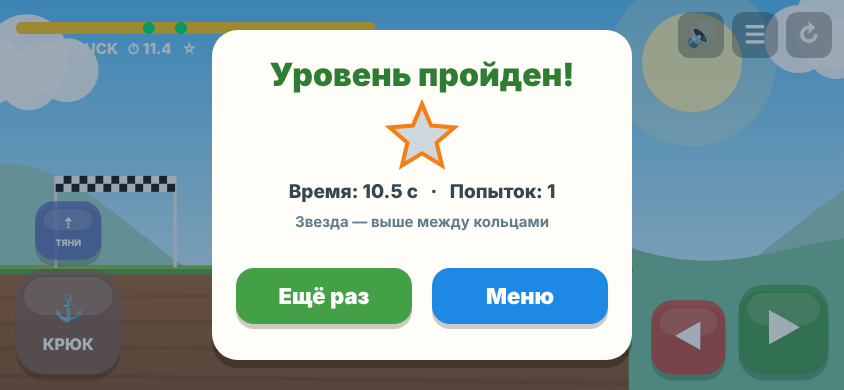 11.4
Уровень пройден!
Время: 10.5 с · Попыток: 1
Звезда — выше между кольцами
Ещё раз
Меню
ТЯНИ
КРЮК